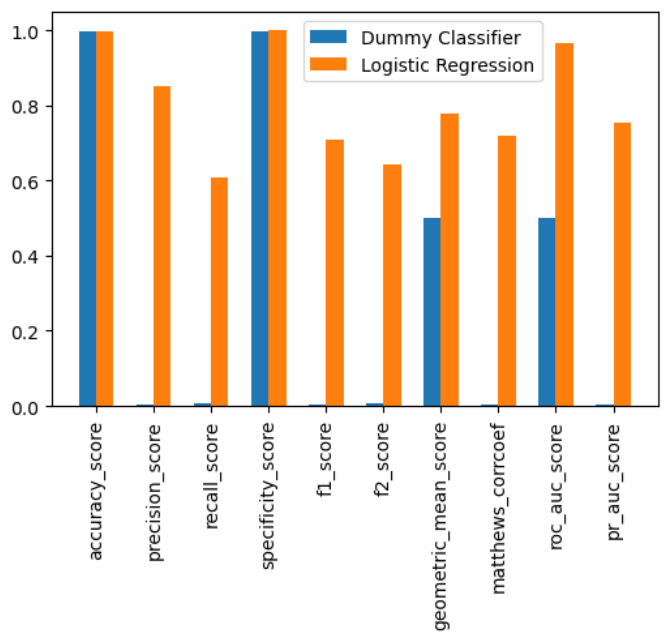 1.0
0.8
0.6
0.4
0.2
0.0
Dummy Classifier
Logistic Regression
accuracy_score
precision_score
recall_score
specificity_score
f1_score
f2_score
geometric_mean_score
matthews_corrcoef
roc_auc_score
pr_auc_score